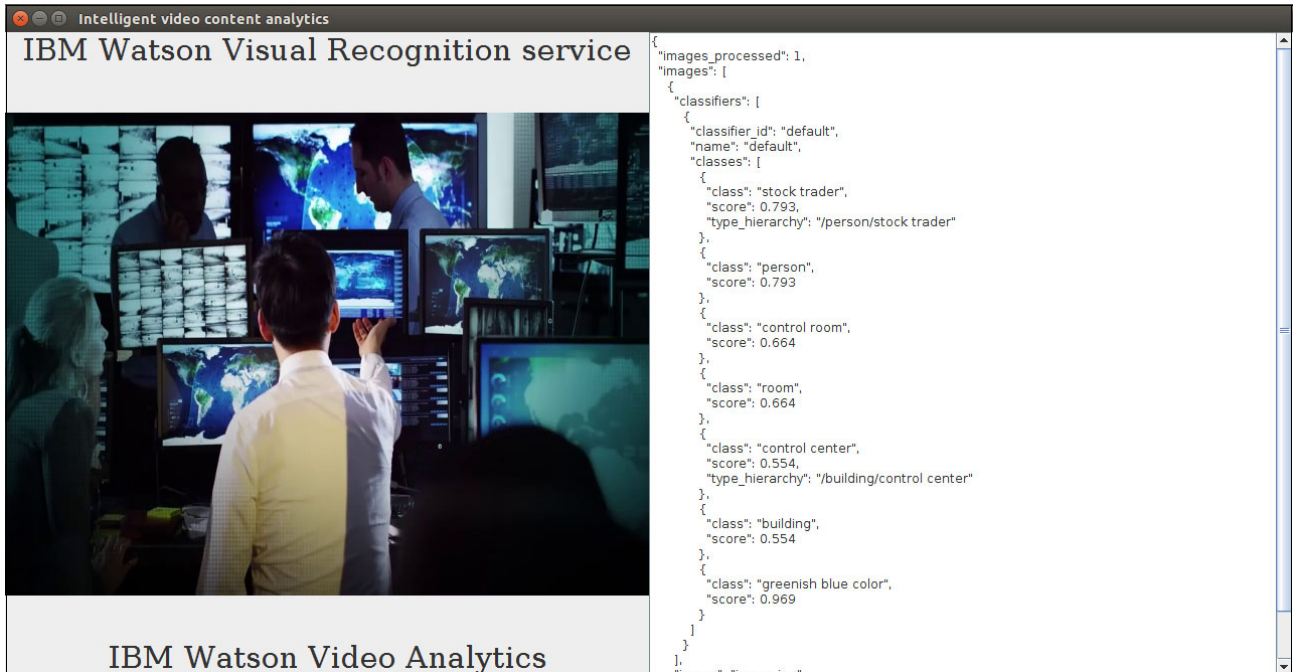 Intelligent video content analytics
IBM Watson Visual Recognition service
IBM Watson Video Analytics
{
"images_processed": 1,
"images": [
{
"classifiers": [
{
"classifier_id": "default",
"name": "default",
"classes": [
{
"class": "stock trader",
"score": 0.793,
"type_hierarchy": "/person/stock trader"
},
{
"class": "person",
"score": 0.793
},
{
"class": "control room",
"score": 0.664
},
{
"class": "room",
"score": 0.664
},
{
"class": "control center",
"score": 0.554,
"type_hierarchy": "/building/control center"
},
{
"class": "building",
"score": 0.554
},
{
"class": "greenish blue color",
"score": 0.969
}
]
}
],